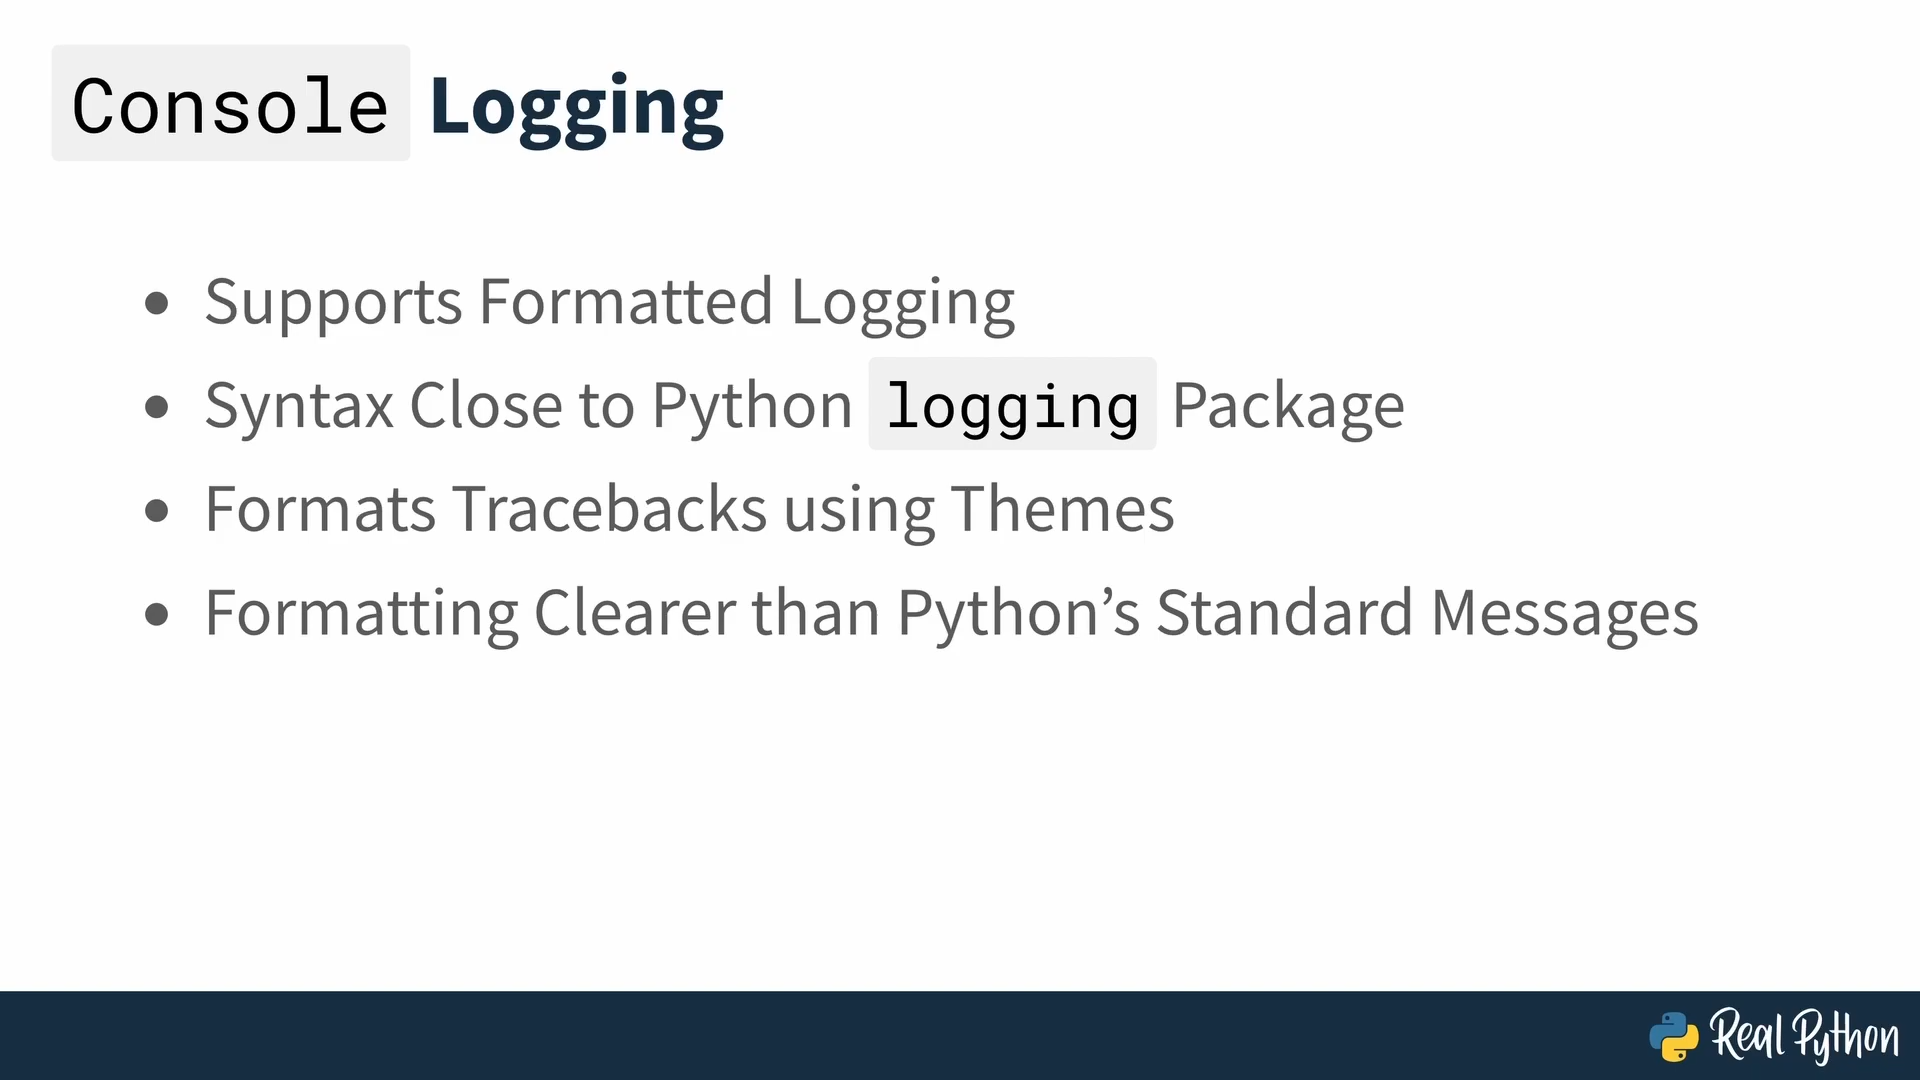 Console Logging
Supports Formatted Logging
Syntax Close to Python logging Package
Formats Tracebacks using Themes
Formatting Clearer than Python’s Standard Messages
Real Python